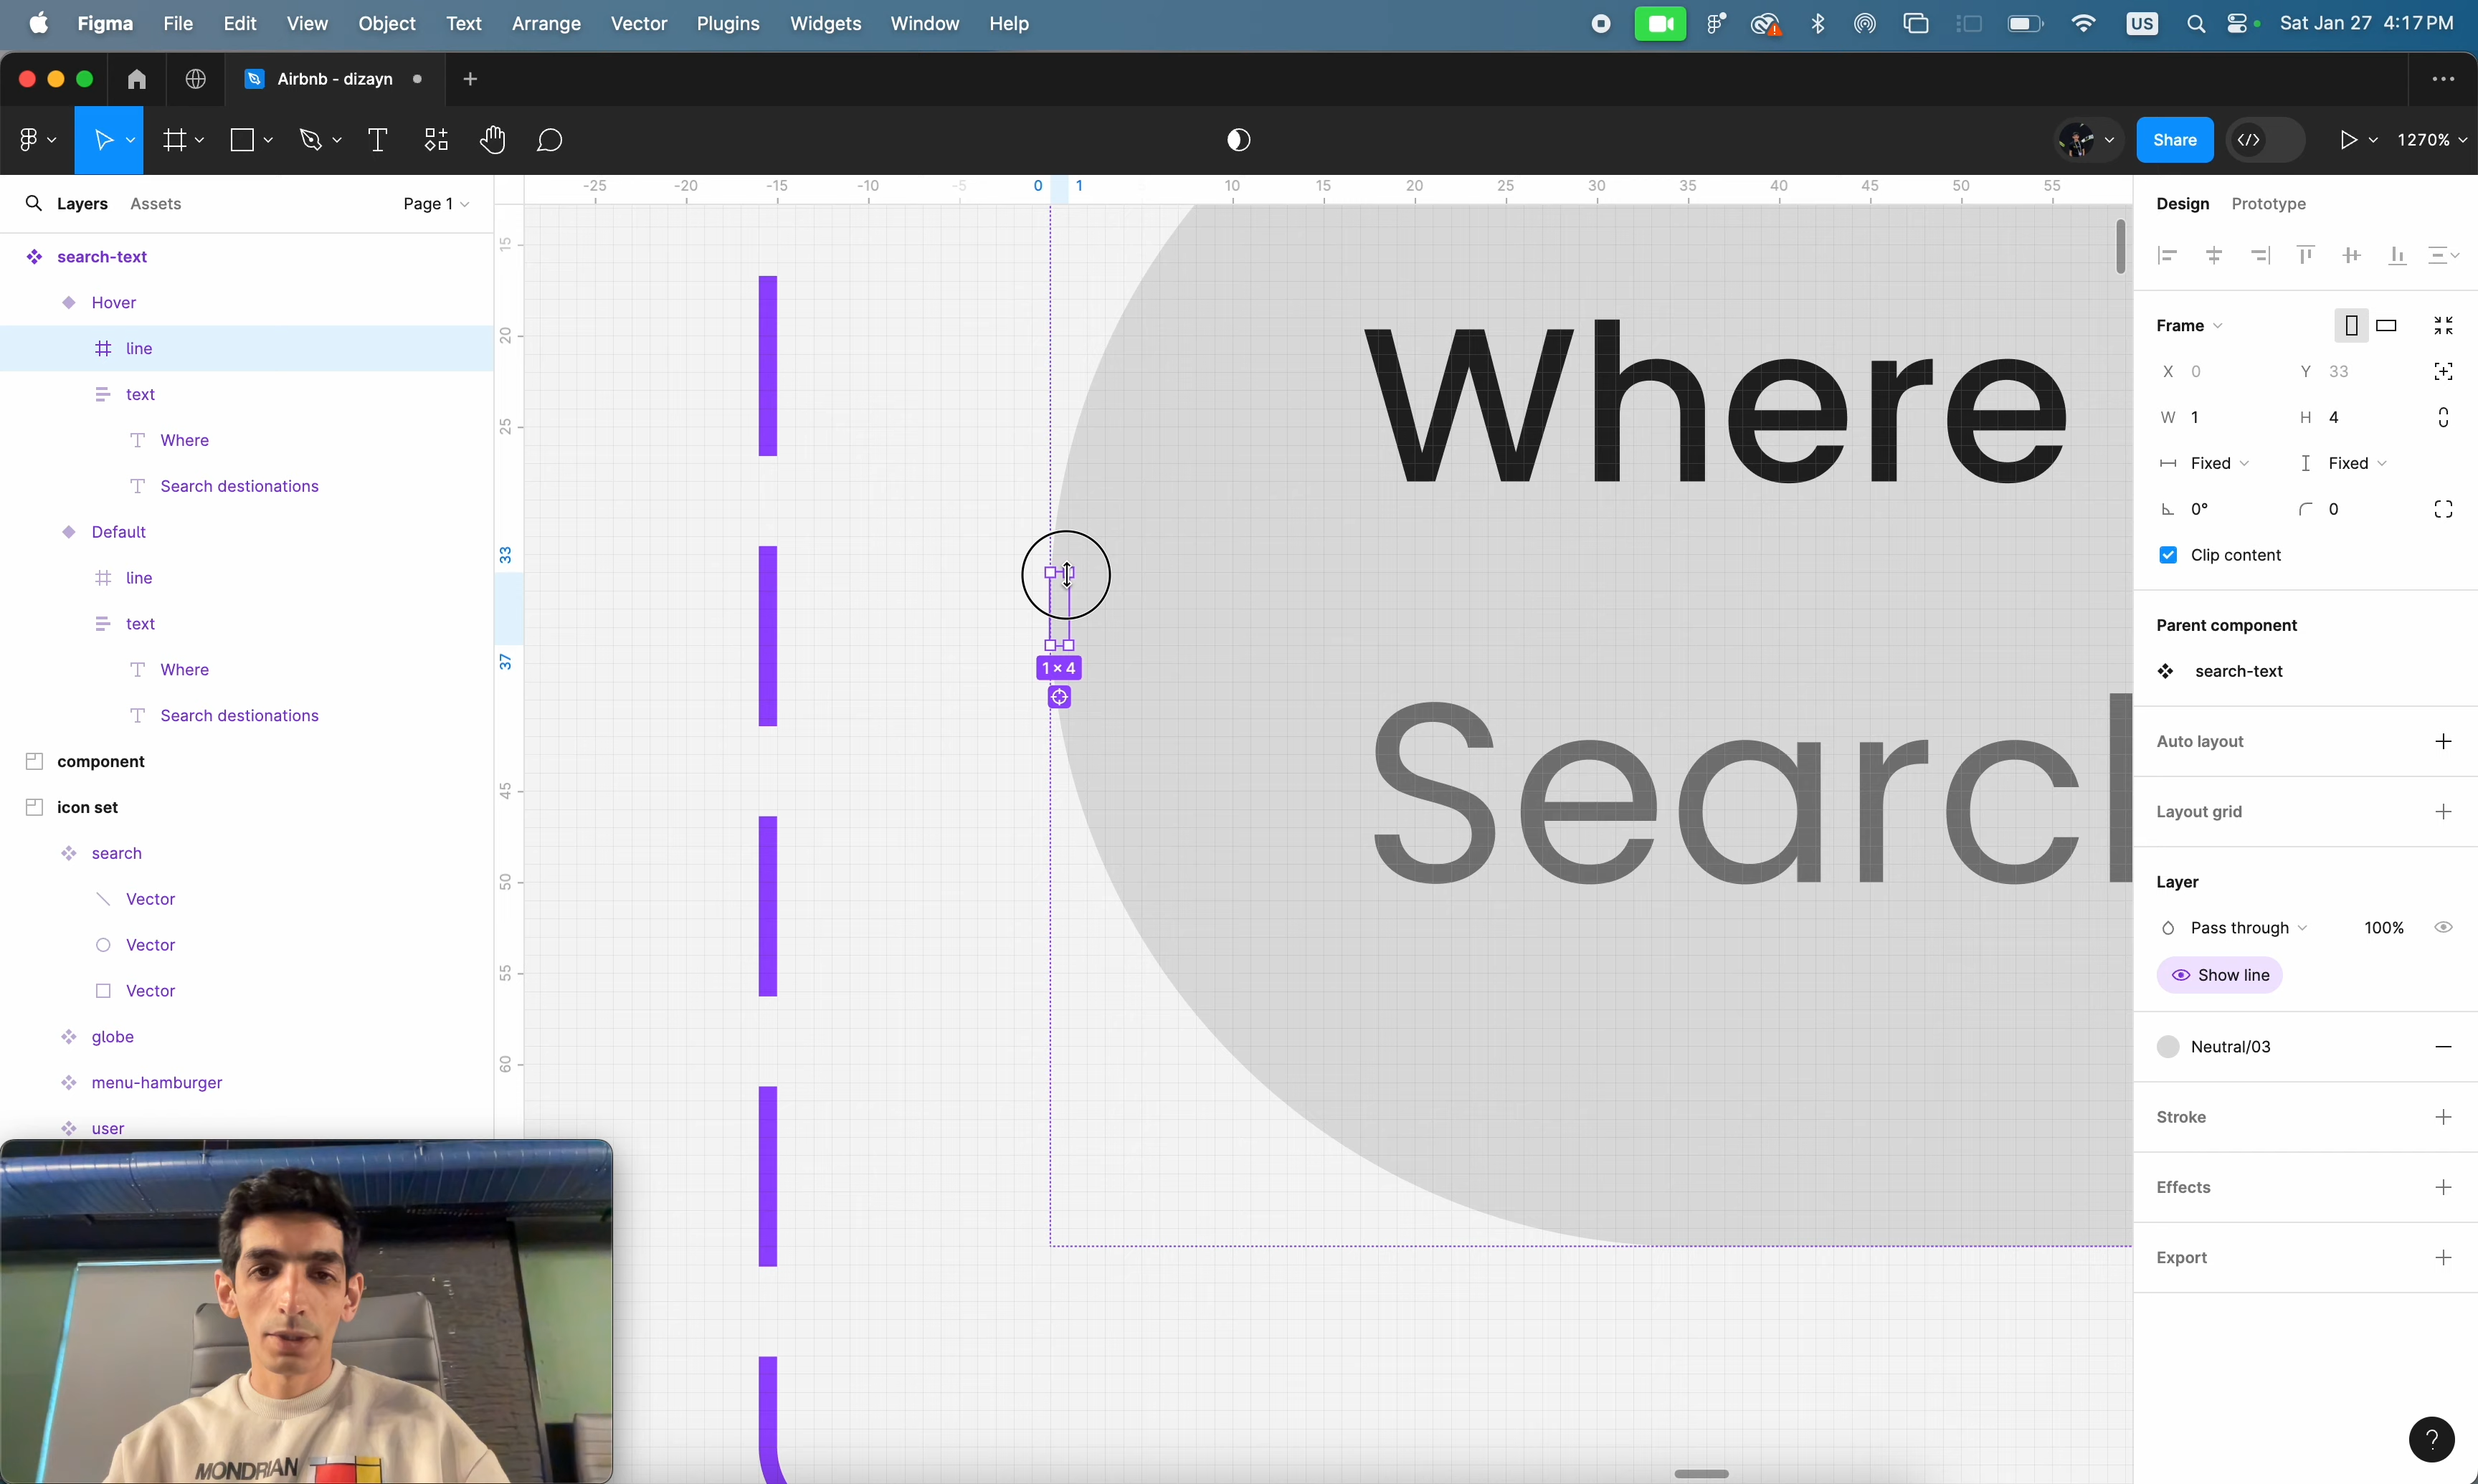 Figma File Edit View Object Text Arrange Vector Plugins Widgets Window Help US Sat Jan 27 4:17 PM
Airbnb - dizayn
Share 1270%
Layers Assets Page 1
-25 -20 -15 -10 -5 0 1 10 15 20 25 30 35 40 45 50 55
Design Prototype
search-text
Hover
line
text
Where
Search destionations
Default
line
text
Where
Search destionations
component
icon set
search
Vector
Vector
Vector
globe
menu-hamburger
user
15
20
25
33
37
45
50
55
60
Where
Search
1 × 4
Frame
X 0 Y 33
W 1 H 4
Fixed Fixed
0° 0
Clip content
Parent component
search-text
Auto layout
Layout grid
Layer
Pass through 100%
Show line
Neutral/03
Stroke
Effects
Export
?
MONDRIAN